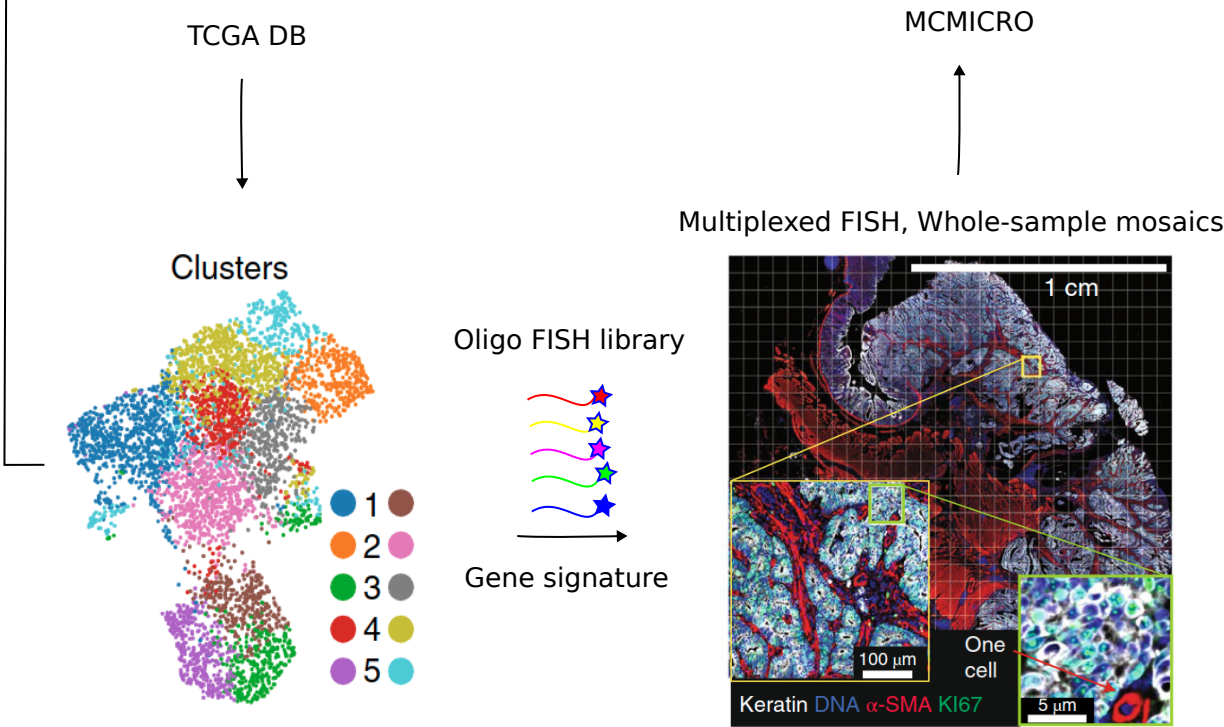 TCGA DB
MCMICRO
Multiplexed FISH, Whole-sample mosaics
Clusters
1 cm
Oligo FISH library
Gene signature
1
2
3
4
5
100 μm
One
cell
5 μm
Keratin DNA α-SMA KI67